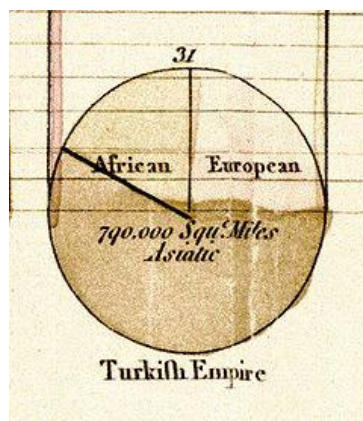 31
African European
790.000 Squ.ᵉ Miles
Asiatic
Turkiſh Empire